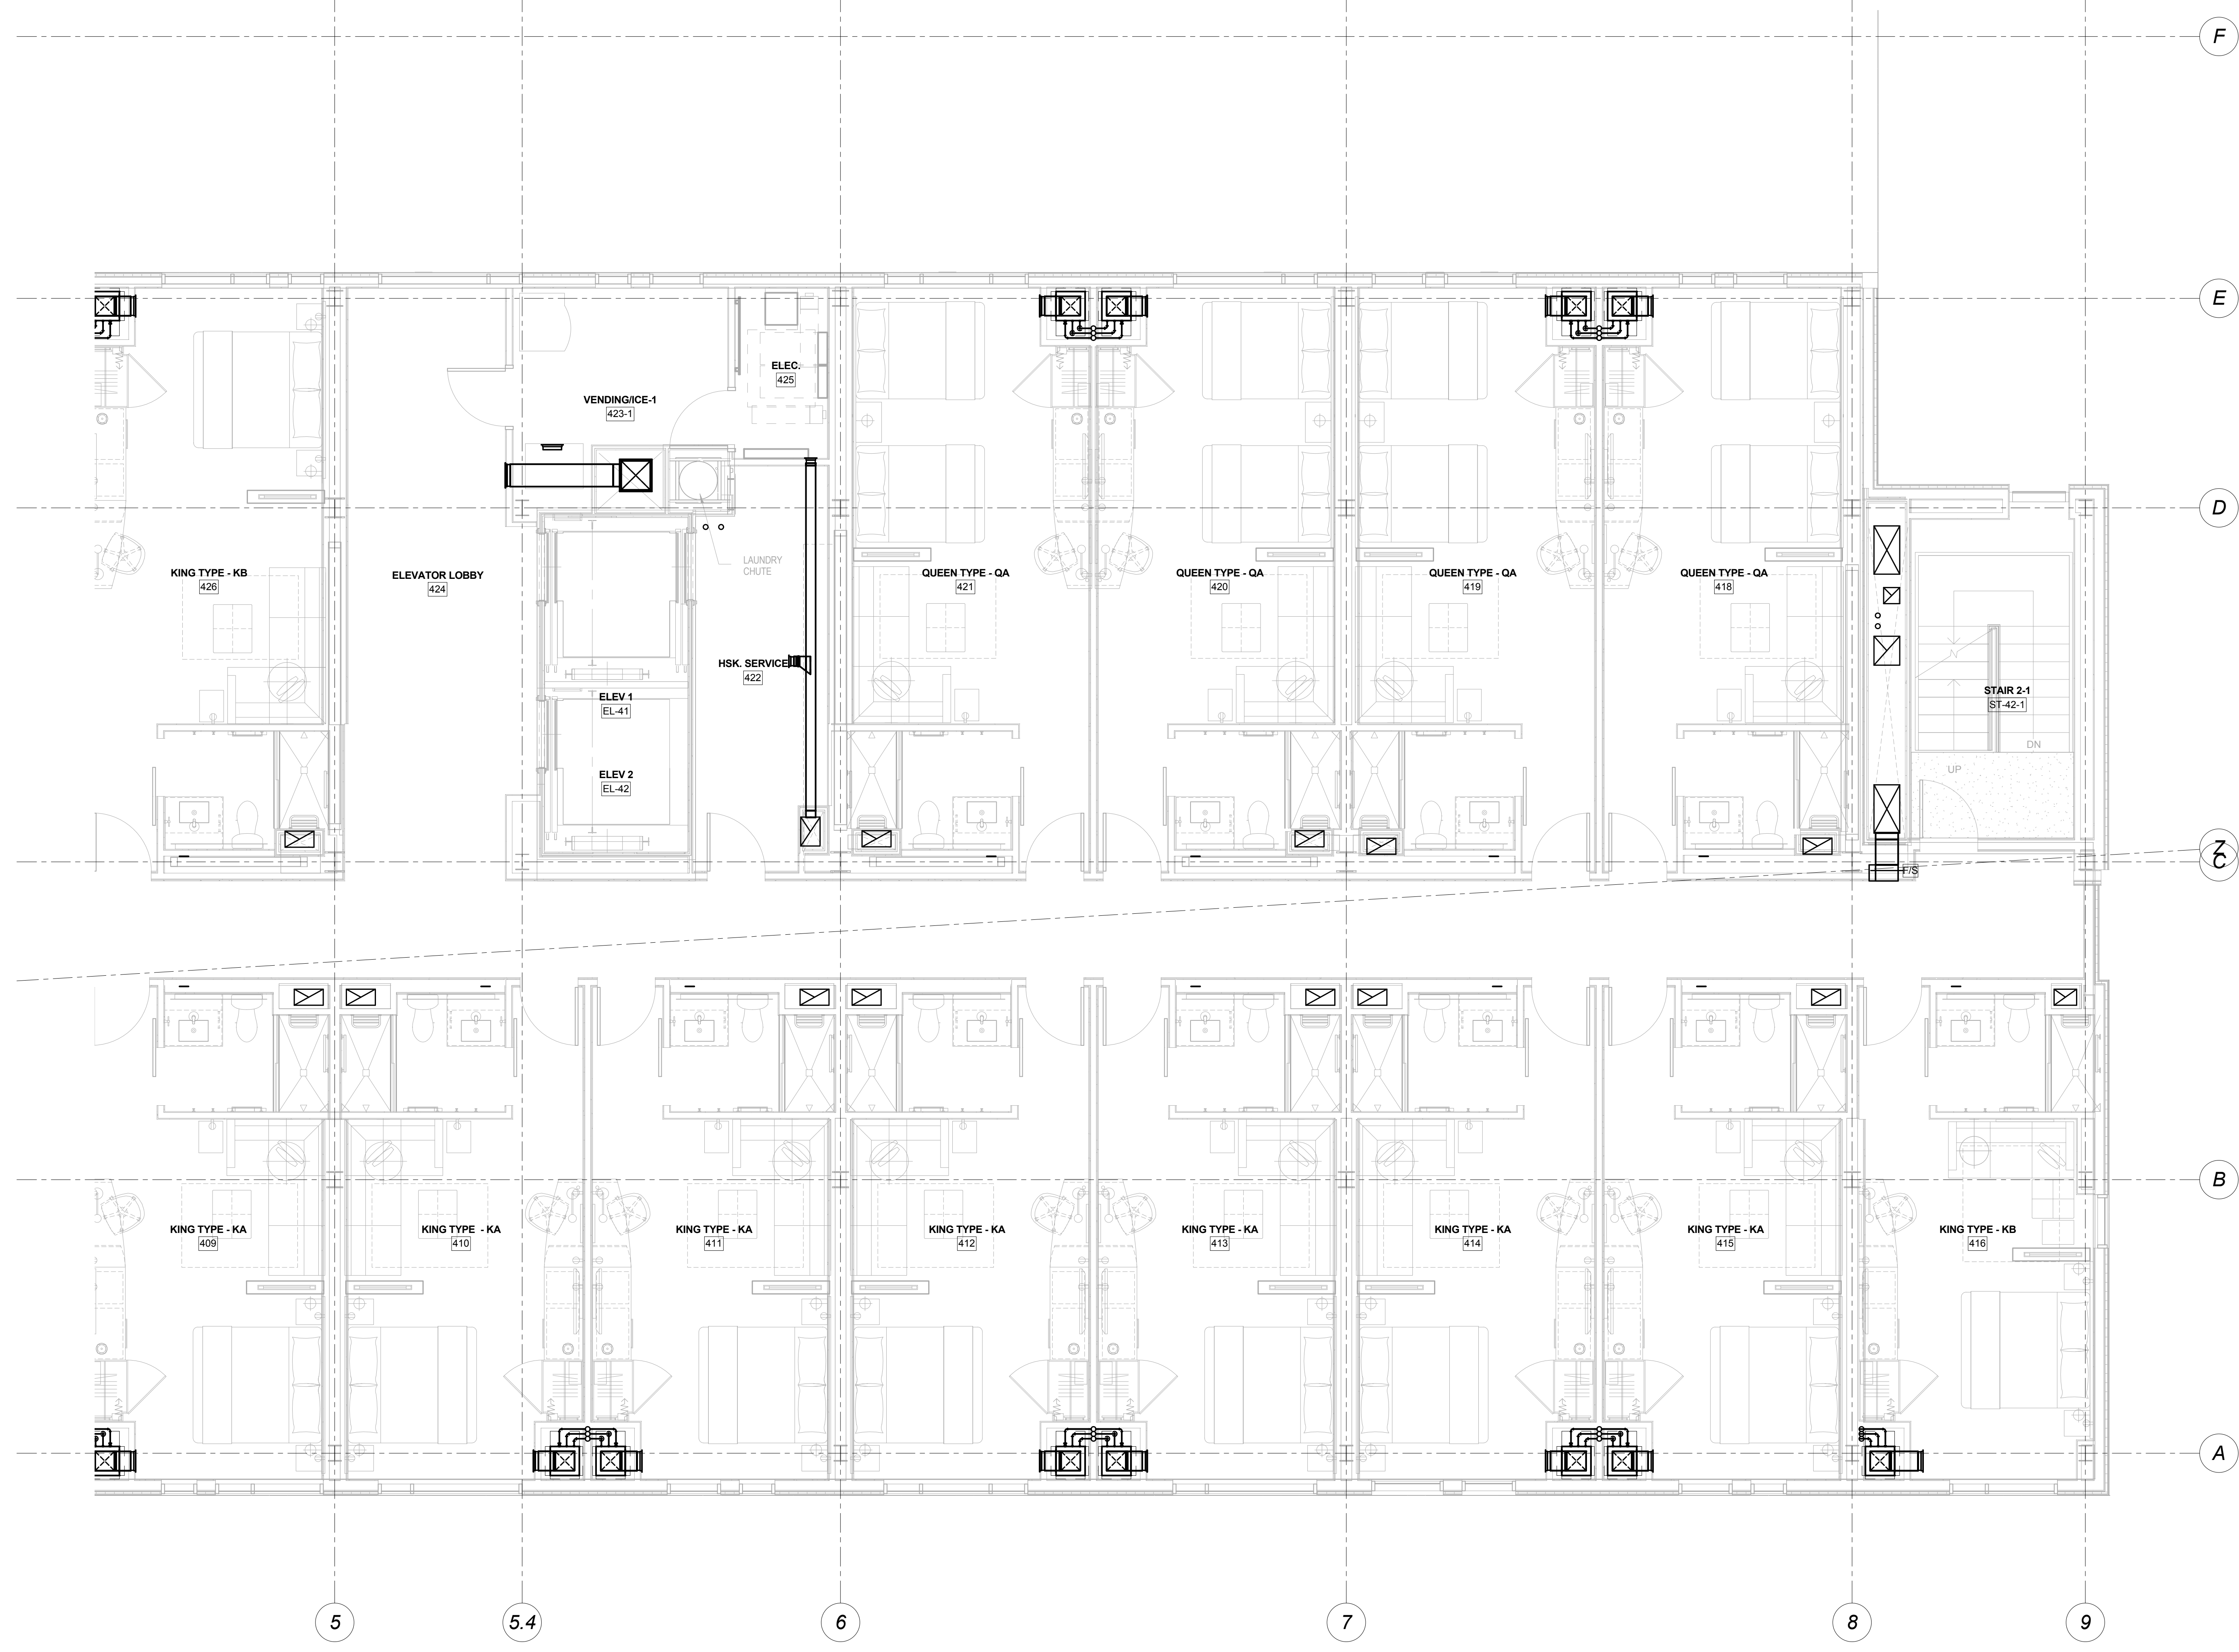 F
E
ELEC.
425
VENDING/ICE-1
423-1
D
LAUNDRY
CHUTE
KING TYPE - KB
426
ELEVATOR LOBBY
424
QUEEN TYPE - QA
421
QUEEN TYPE - QA
420
QUEEN TYPE - QA
419
QUEEN TYPE - QA
418
HSK. SERVICE
422
ELEV 1
EL-41
STAIR 2-1
ST-42-1
DN
UP
ELEV 2
EL-42
Z
C
F/S
B
KING TYPE - KA
409
KING TYPE - KA
410
KING TYPE - KA
411
KING TYPE - KA
412
KING TYPE - KA
413
KING TYPE - KA
414
KING TYPE - KA
415
KING TYPE - KB
416
A
5
5.4
6
7
8
9